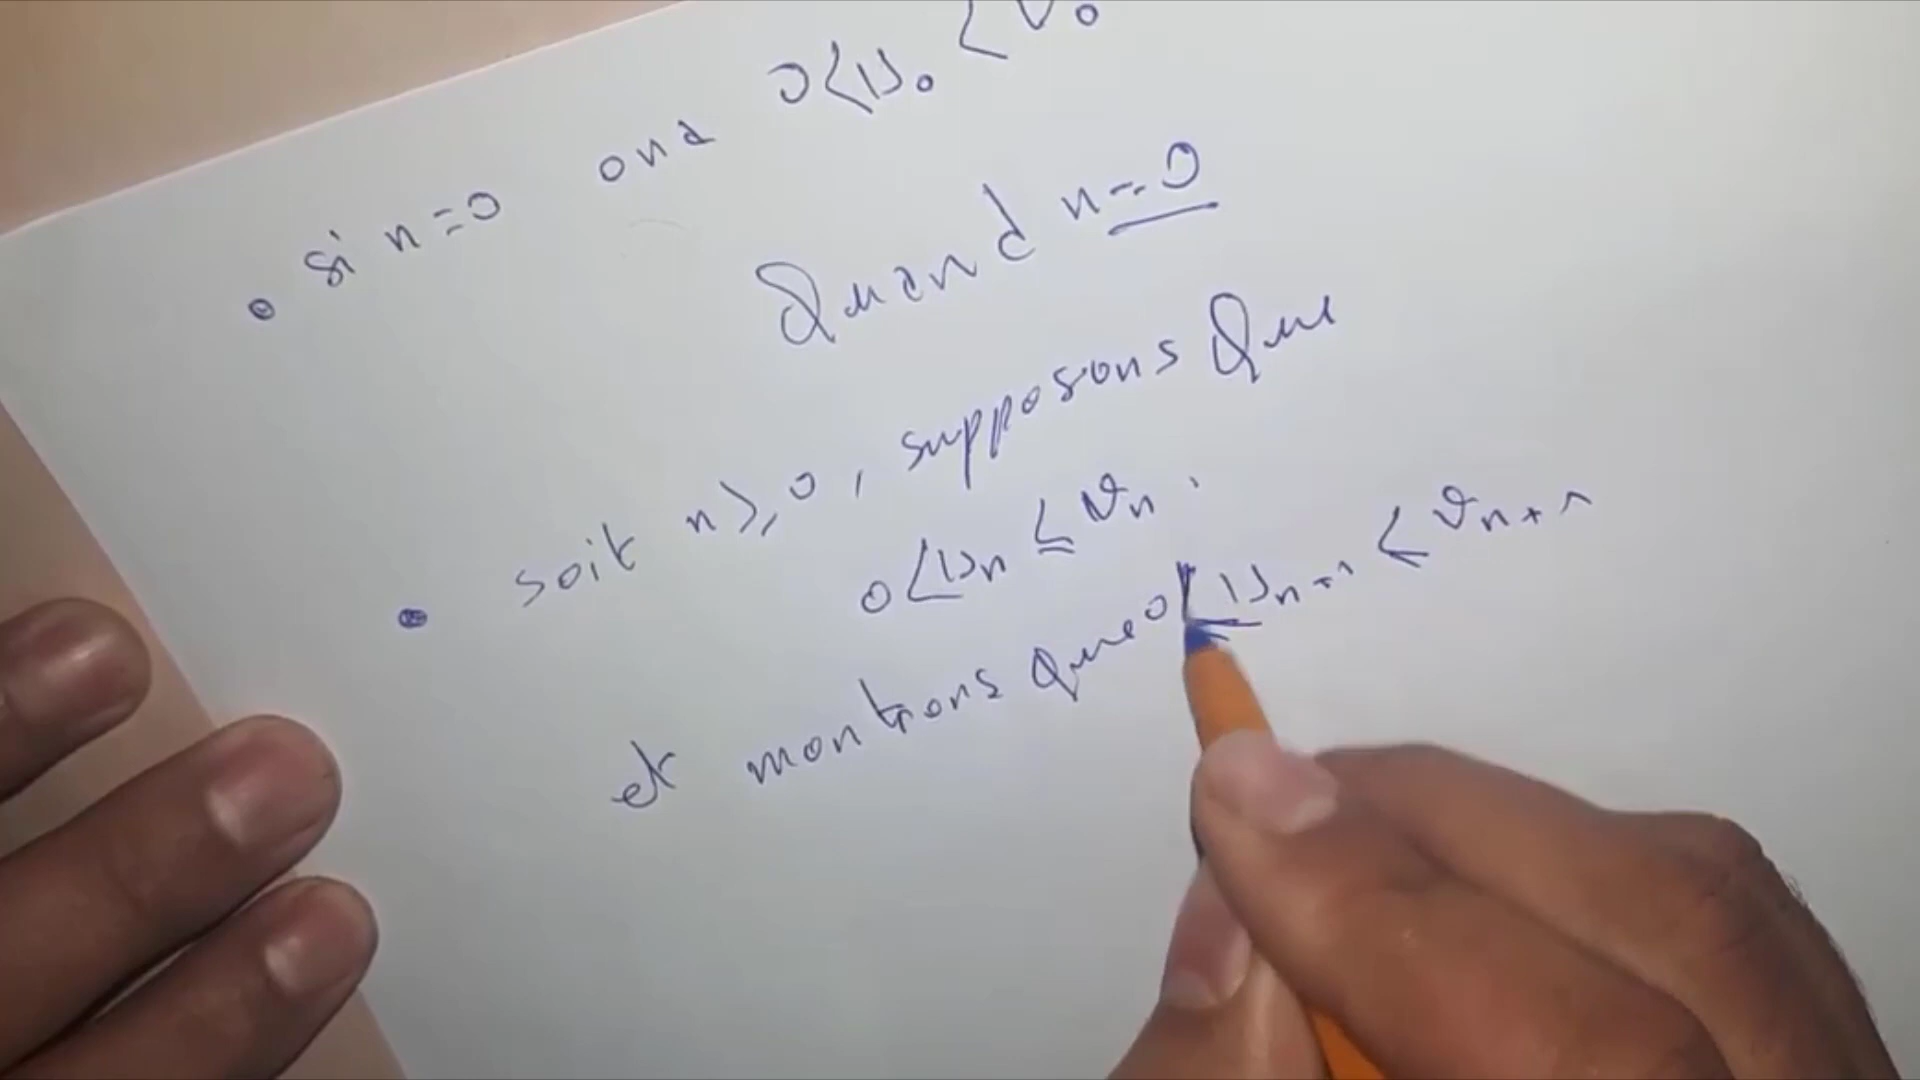 • si n=0 on a 0<U₀<V₀
Quand n=0
• soit n⩾0, supposons Que
0<Uₙ≤Vₙ.
et montrons que 0<Uₙ₊₁<Vₙ₊₁